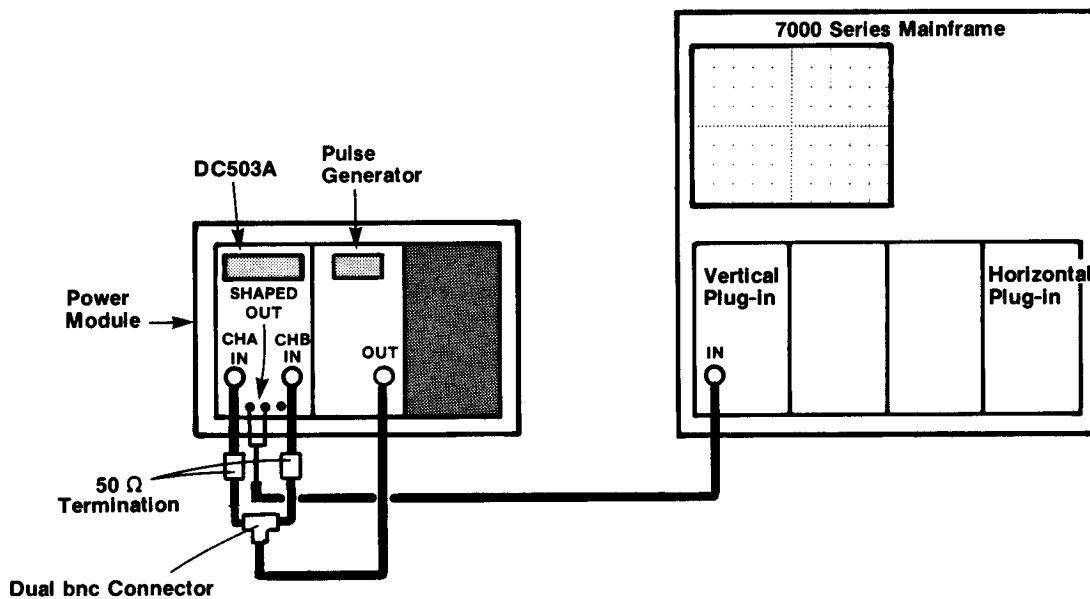 7000 Series Mainframe
DC503A
Pulse
Generator
Power
Module
SHAPED
OUT
CHA
IN
CHB
IN
OUT
Vertical
Plug-in
Horizontal
Plug-in
IN
50 Ω
Termination
Dual bnc Connector